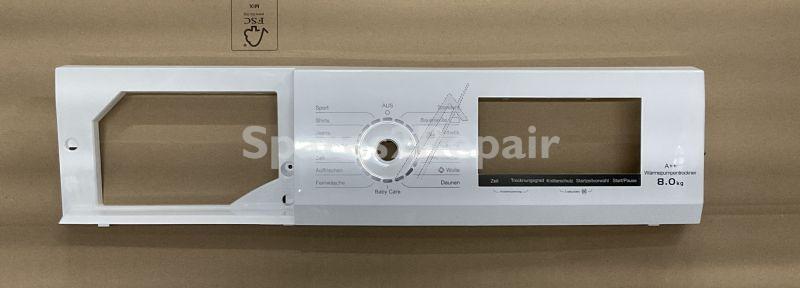 FSC
MIX
AUS
Sport
Shirts
Jeans
Zeit
Auffrischen
Feinwäsche
Baby Care
Standard
Wolle
Daunen
Spares2Repair
A++
Wärmepumpentrockner
8.0kg
Zeit Trocknungsgrad Knitterschutz Startzeitvorwahl Start/Pause